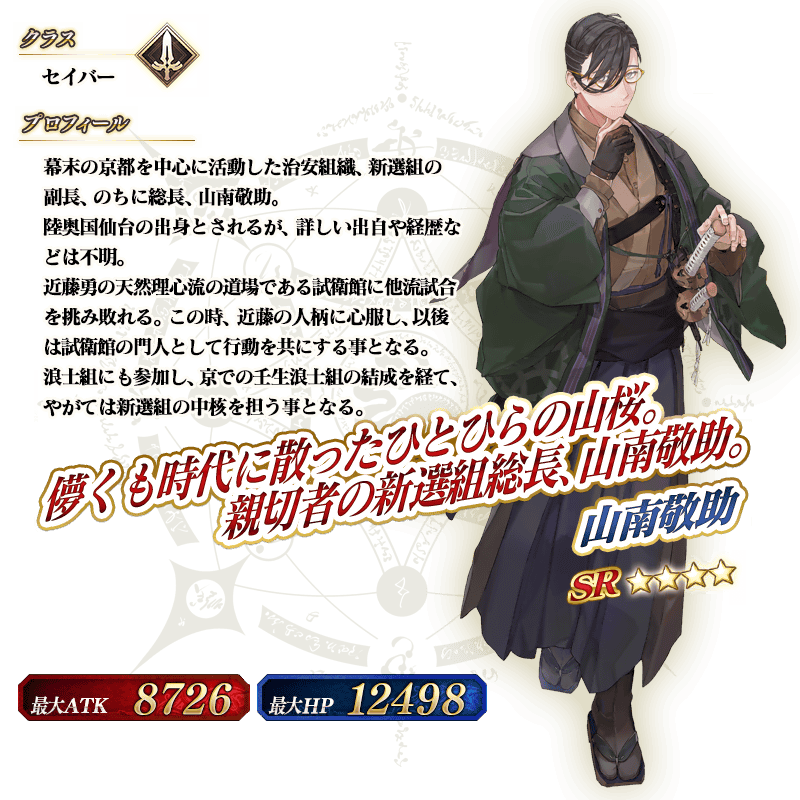 クラス
セイバー
プロフィール
幕末の京都を中心に活動した治安組織、新選組の
副長、のちに総長、山南敬助。
陸奥国仙台の出身とされるが、詳しい出自や経歴な
どは不明。
近藤勇の天然理心流の道場である試衛館に他流試合
を挑み敗れる。この時、近藤の人柄に心服し、以後
は試衛館の門人として行動を共にする事となる。
浪士組にも参加し、京での壬生浪士組の結成を経て、
やがては新選組の中核を担う事となる。
儚くも時代に散ったひとひらの山桜。
親切者の新選組総長、山南敬助。
山南敬助
SR
最大ATK 8726
最大HP 12498